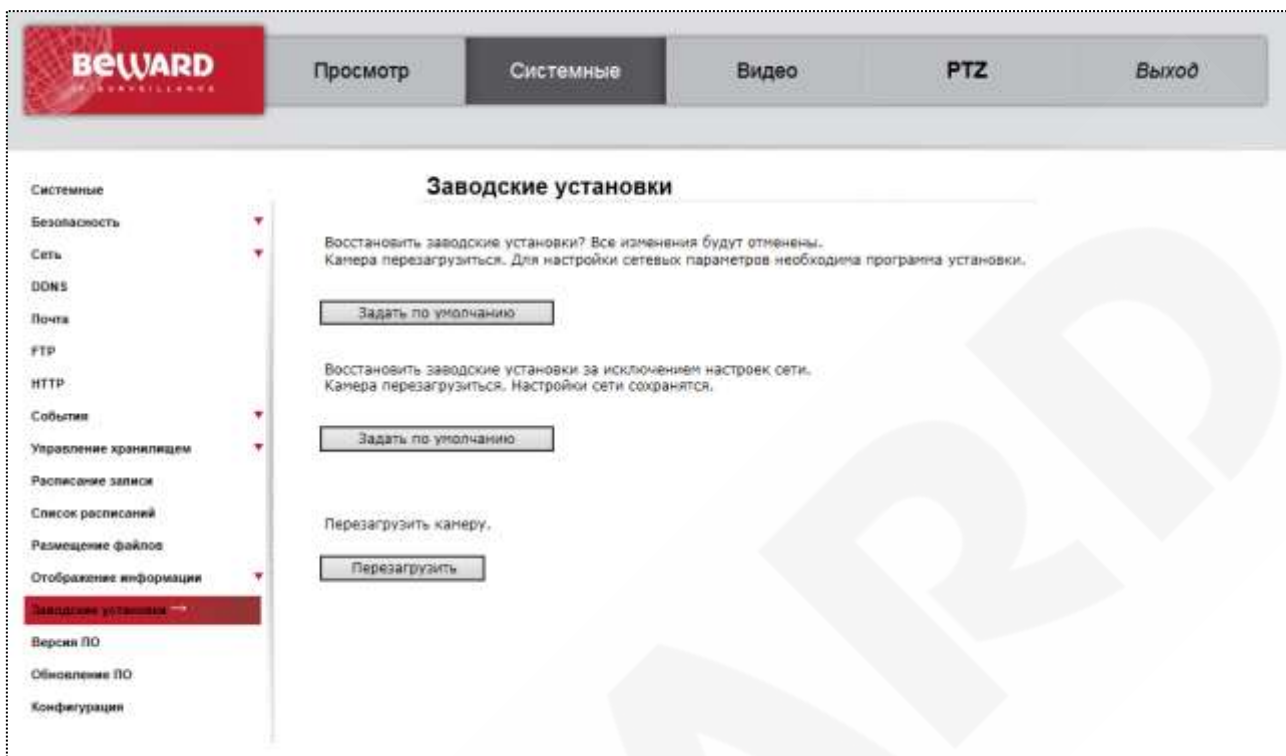 BEWARD
IP SURVEILLANCE
Просмотр
Системные
Видео
PTZ
Выход
Системные
Безопасность
Сеть
DDNS
Почта
FTP
HTTP
События
Управление хранилищем
Расписание записи
Список расписаний
Размещение файлов
Отображение информации
Заводские установки →
Версия ПО
Обновление ПО
Конфигурация
Заводские установки
Восстановить заводские установки? Все изменения будут отменены.
Камера перезагрузиться. Для настройки сетевых параметров необходима программа установки.
Задать по умолчанию
Восстановить заводские установки за исключением настроек сети.
Камера перезагрузиться. Настройки сети сохранятся.
Задать по умолчанию
Перезагрузить камеру.
Перезагрузить
ARD